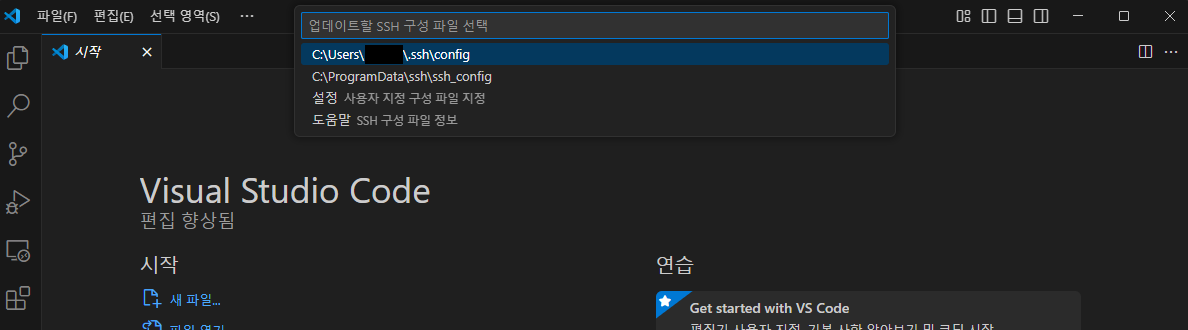 파일(F) 편집(E) 선택 영역(S) ···
업데이트할 SSH 구성 파일 선택
시작
C:\Users\ \.ssh\config
C:\ProgramData\ssh\ssh_config
설정 사용자 지정 구성 파일 지정
도움말 SSH 구성 파일 정보
Visual Studio Code
편집 향상됨
시작
새 파일...
파일 열기
연습
Get started with VS Code
편집기 사용자 지정, 기본 사항 알아보기 및 코딩 시작